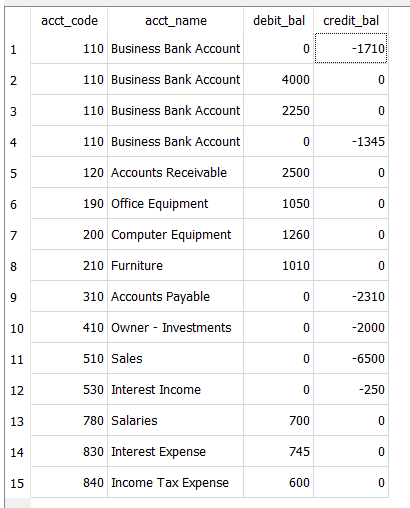 acct_code acct_name debit_bal credit_bal
1 110 Business Bank Account 0 -1710
2 110 Business Bank Account 4000 0
3 110 Business Bank Account 2250 0
4 110 Business Bank Account 0 -1345
5 120 Accounts Receivable 2500 0
6 190 Office Equipment 1050 0
7 200 Computer Equipment 1260 0
8 210 Furniture 1010 0
9 310 Accounts Payable 0 -2310
10 410 Owner - Investments 0 -2000
11 510 Sales 0 -6500
12 530 Interest Income 0 -250
13 780 Salaries 700 0
14 830 Interest Expense 745 0
15 840 Income Tax Expense 600 0